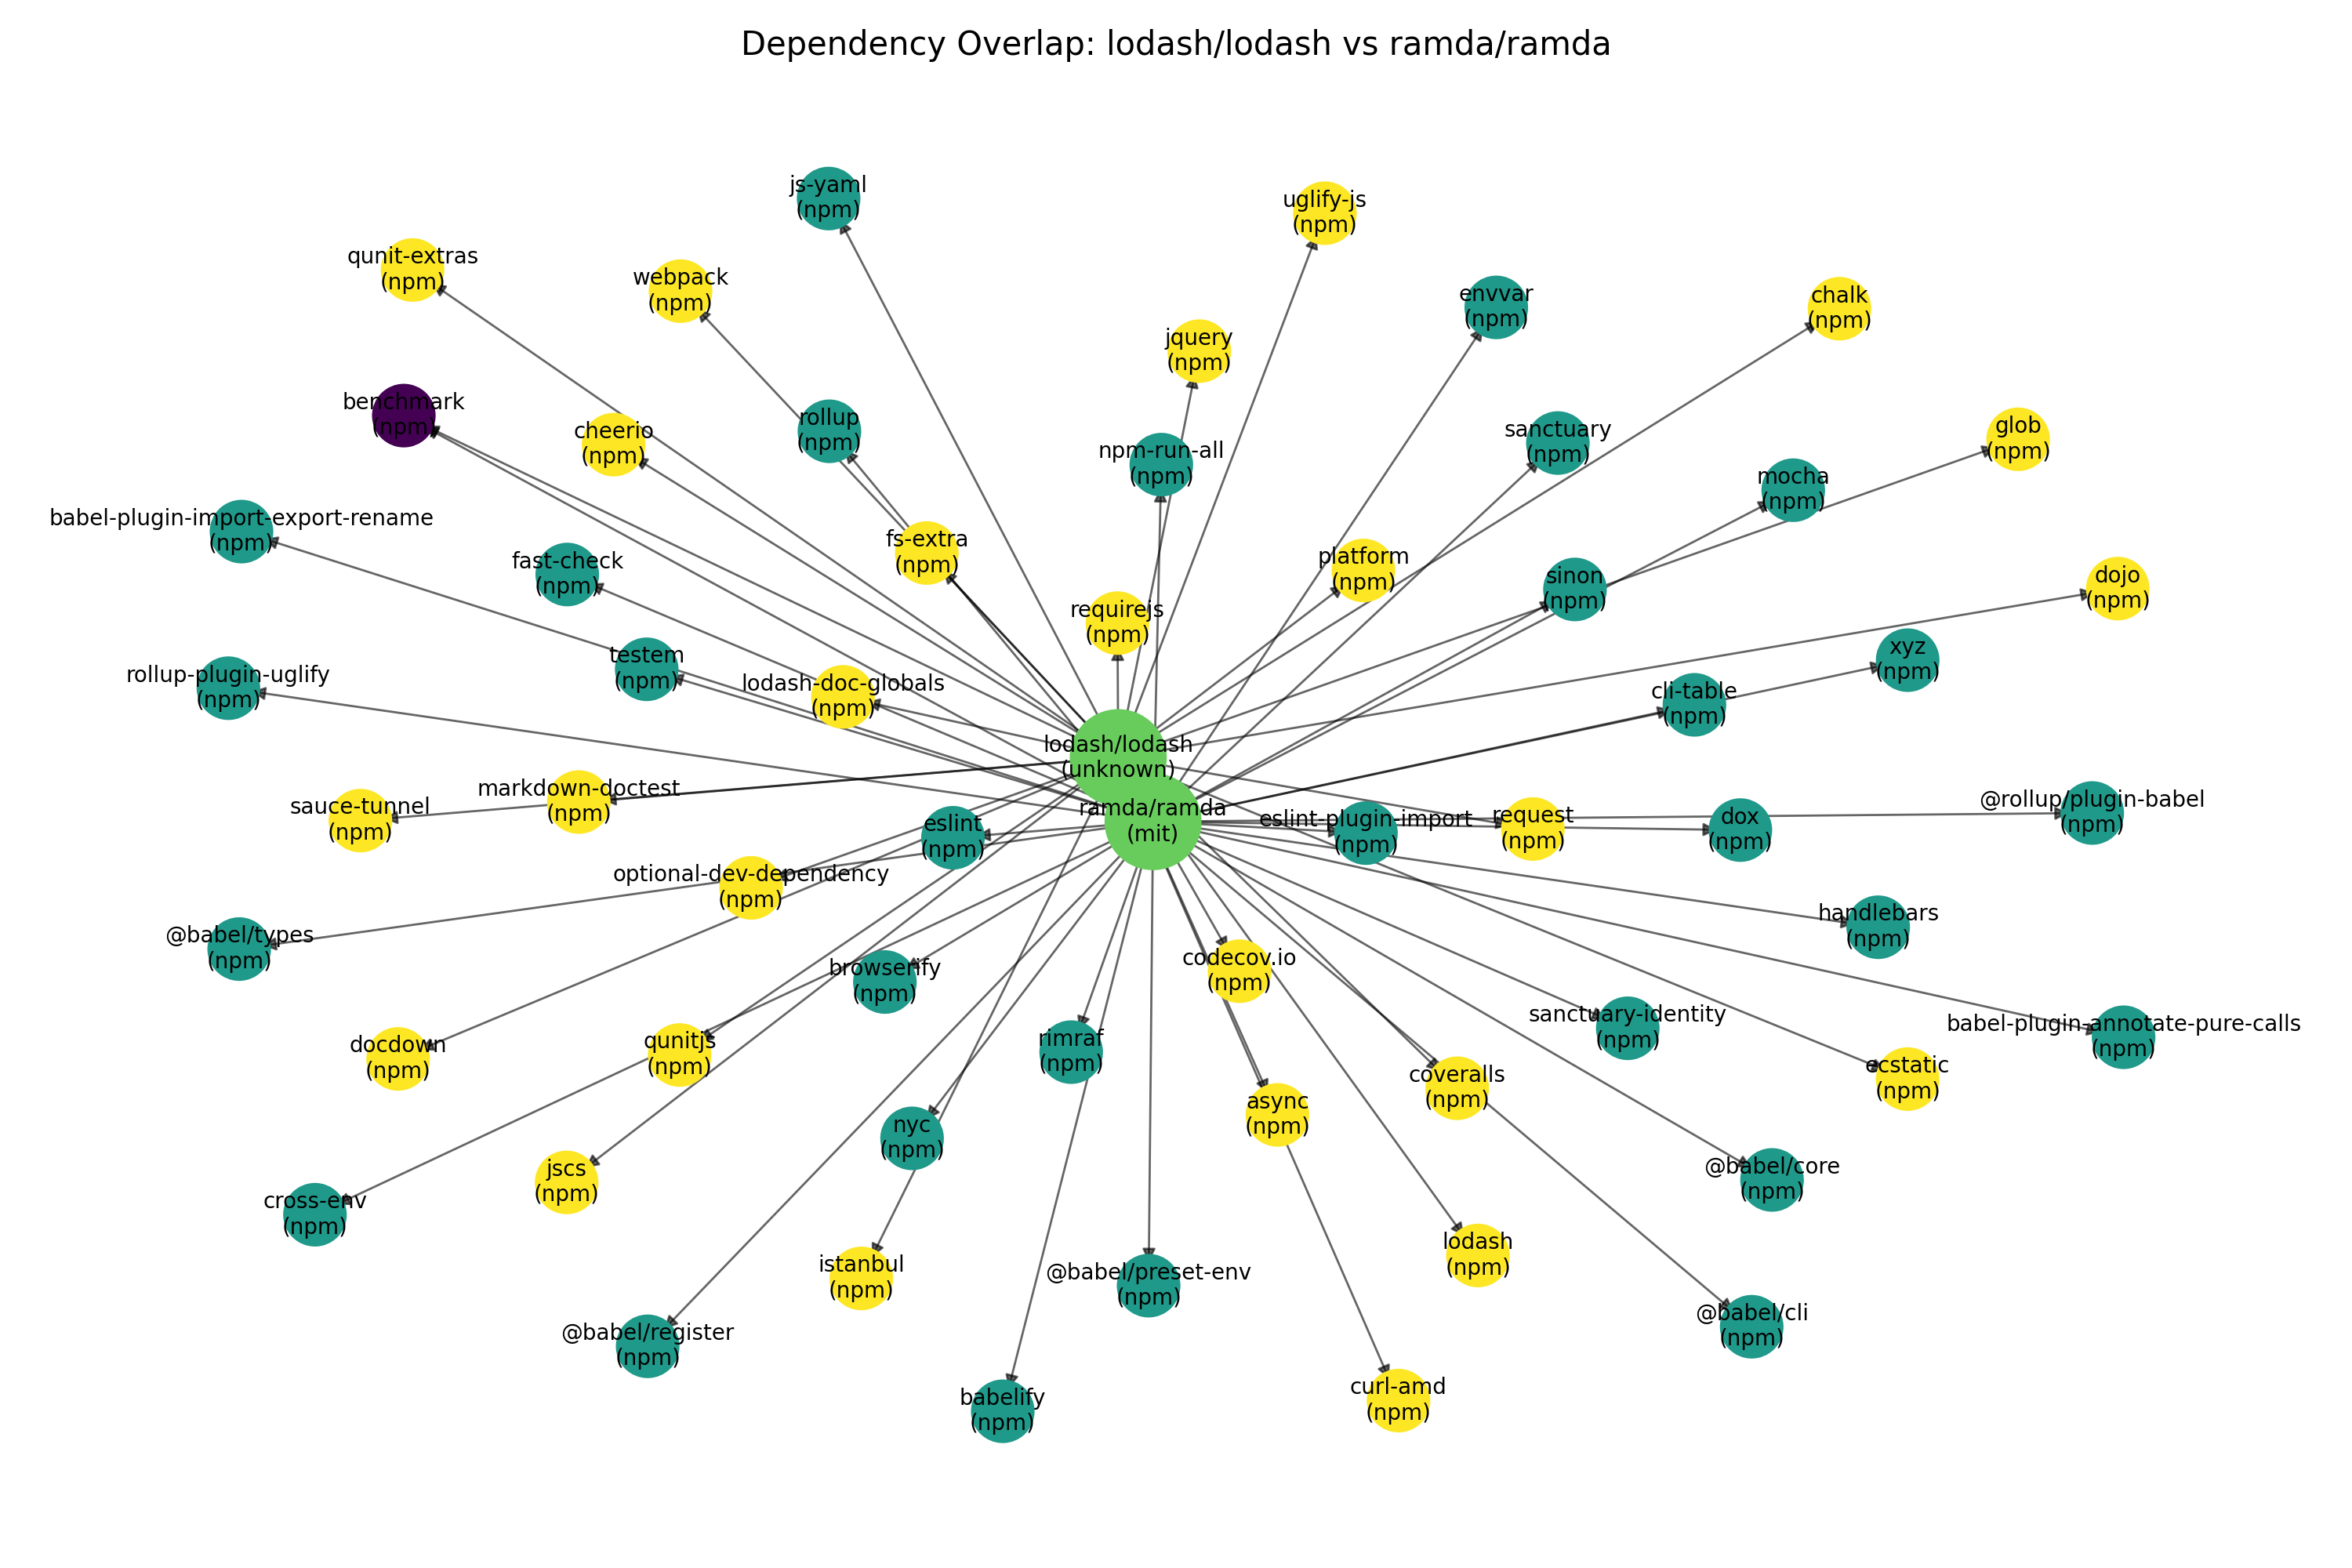 Dependency Overlap: lodash/lodash vs ramda/ramda
js-yaml
(npm)
uglify-js
(npm)
qunit-extras
(npm)
webpack
(npm)
envvar
(npm)
chalk
(npm)
jquery
(npm)
benchmark
(npm)
cheerio
(npm)
rollup
(npm)
npm-run-all
(npm)
sanctuary
(npm)
glob
(npm)
mocha
(npm)
babel-plugin-import-export-rename
(npm)
fast-check
(npm)
fs-extra
(npm)
platform
(npm)
sinon
(npm)
dojo
(npm)
requirejs
(npm)
rollup-plugin-uglify
(npm)
testem
(npm)
lodash-doc-globals
(npm)
xyz
(npm)
cli-table
(npm)
lodash/lodash
(unknown)
sauce-tunnel
(npm)
markdown-doctest
(npm)
ramda/ramda
(mit)
eslint
(npm)
eslint-plugin-import
(npm)
request
(npm)
dox
(npm)
@rollup/plugin-babel
(npm)
optional-dev-dependency
(npm)
@babel/types
(npm)
handlebars
(npm)
browserify
(npm)
codecov.io
(npm)
docdown
(npm)
qunitjs
(npm)
rimraf
(npm)
sanctuary-identity
(npm)
babel-plugin-annotate-pure-calls
(npm)
ecstatic
(npm)
coveralls
(npm)
async
(npm)
nyc
(npm)
jscs
(npm)
@babel/core
(npm)
cross-env
(npm)
istanbul
(npm)
@babel/preset-env
(npm)
lodash
(npm)
@babel/register
(npm)
@babel/cli
(npm)
babelify
(npm)
curl-amd
(npm)